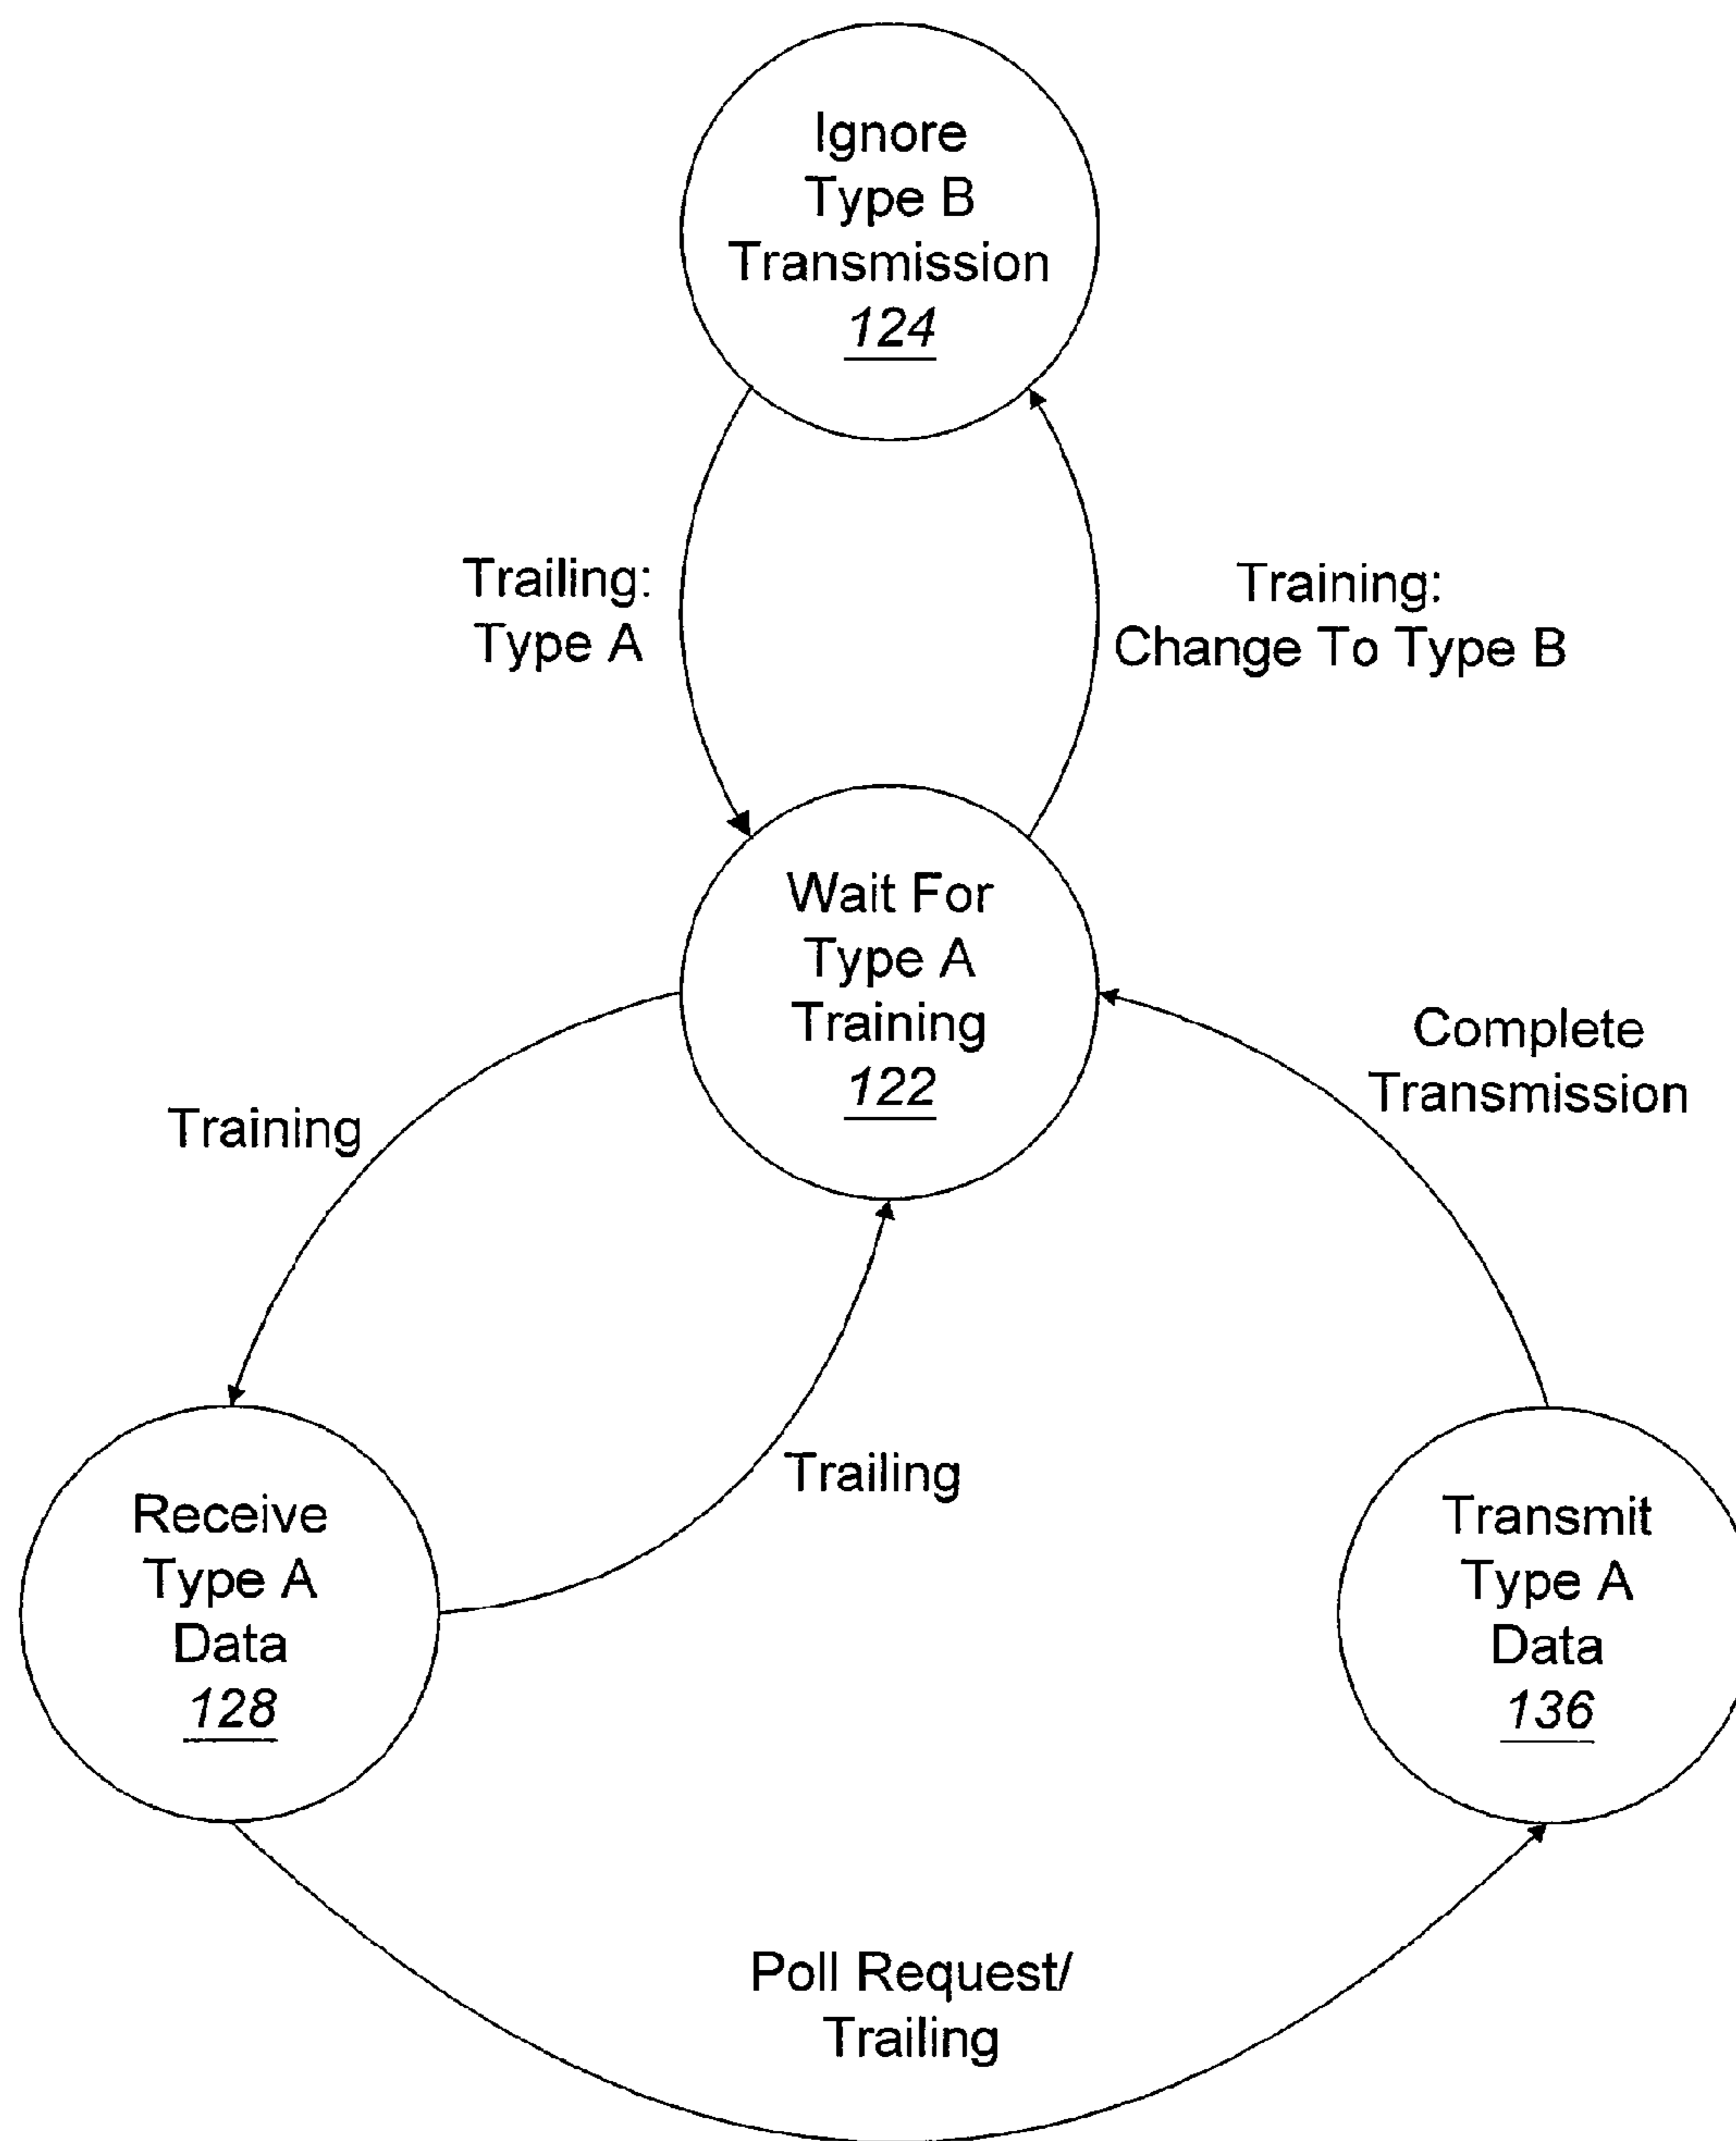 Ignore
Type B
Transmission
124
Trailing:
Type A
Training:
Change To Type B
Wait For
Type A
Training
122
Complete
Transmission
Training
Trailing
Receive
Type A
Data
128
Transmit
Type A
Data
136
Poll Request/
Trailing